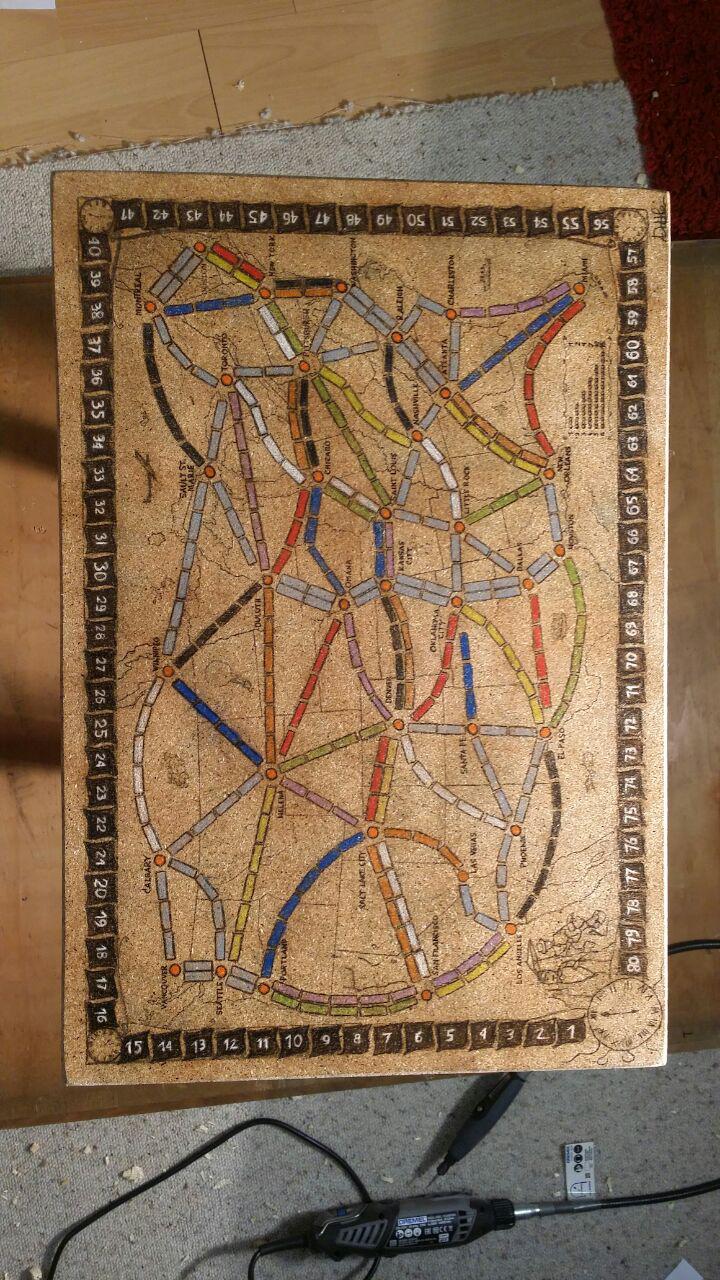 41 42 43 44 45 46 47 48 49 50 51 52 53 54 55 56
40
39
38
37
36
35
34
33
32
31
30
29
28
27
26
25
24
23
22
21
20
19
18
17
16
57
58
59
60
61
62
63
64
65
66
67
68
69
70
71
72
73
74
75
76
77
78
79
80
15 14 13 12 11 10 9 8 7 6 5 4 3 2 1
MONTREAL
NEW YORK
WASHINGTON
RALEIGH
CHARLESTON
MIAMI
TORONTO
ATLANTA
NASHVILLE
SAULT ST.
MARIE
CHICAGO
SAINT LOUIS
LITTLE ROCK
NEW
ORLEANS
HOUSTON
DULUTH
OMAHA
KANSAS
CITY
OKLAHOMA
CITY
DALLAS
WINNIPEG
DENVER
SANTA FE
EL PASO
HELENA
CALGARY
SALT LAKE CITY
LAS VEGAS
PHOENIX
VANCOUVER
SEATTLE
PORTLAND
SAN FRANCISCO
LOS ANGELES
DREMEL